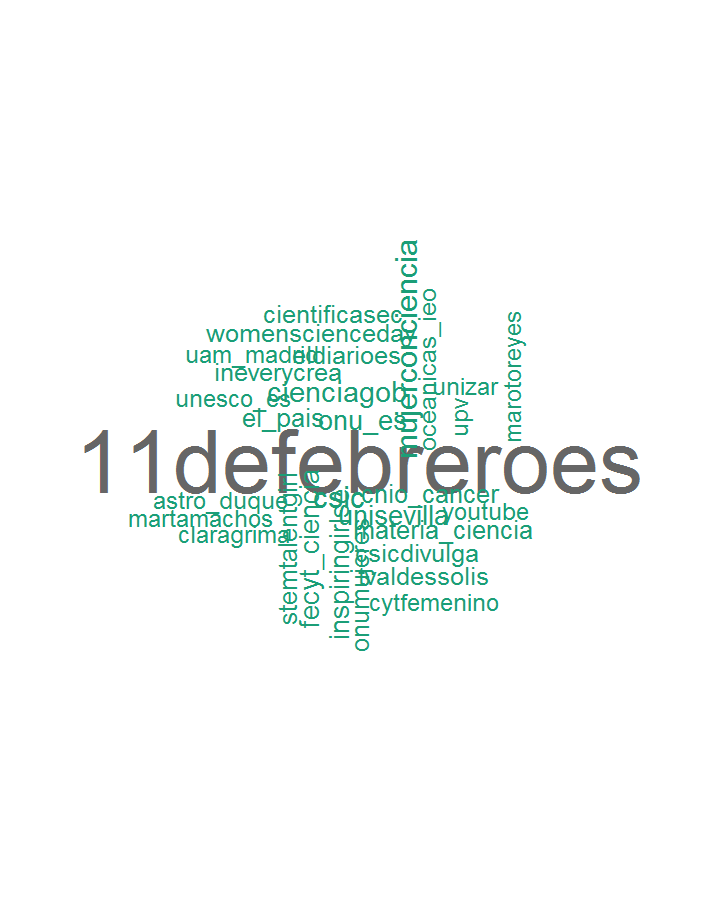 mujerconciencia
oceanicas_ieo
cientificasec
marotoreyes
womenscienceday
uam_madrid
eldiarioes
ineverycrea
cienciagob
unizar
unesco_es
upv
el_pais
onu_es
11defebreroes
astro_duque
csic
cnio_cancer
martamachos
unisevilla
youtube
claragrima
materia_ciencia
stemtalentgirl
fecyt_ciencia
inspiringirls
onumujeres
csicdivulga
valdessolis
cytfemenino